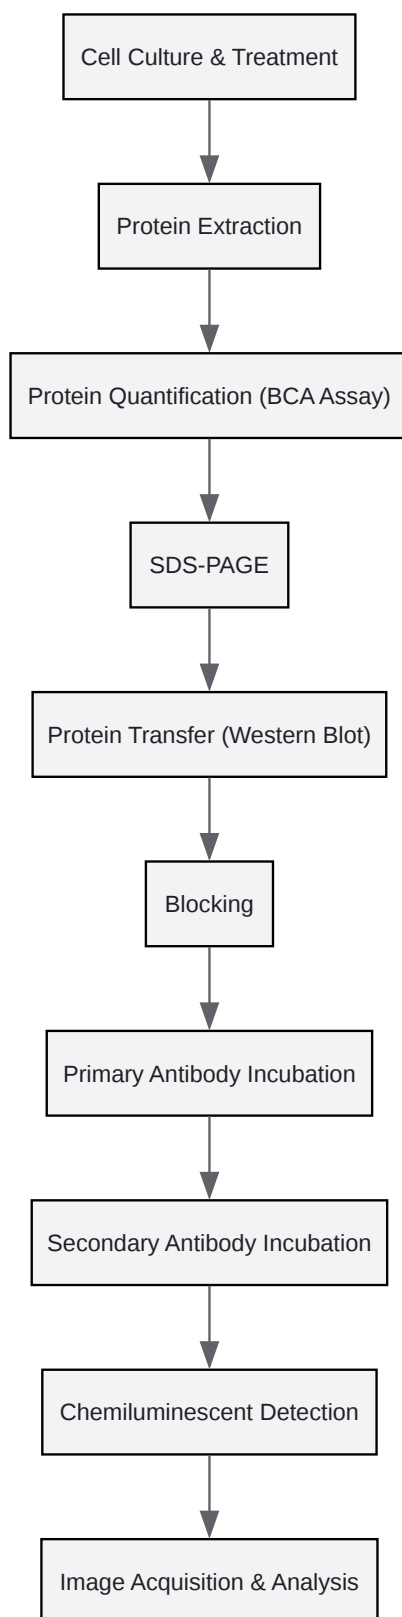 Cell Culture & Treatment
Protein Extraction
Protein Quantification (BCA Assay)
SDS-PAGE
Protein Transfer (Western Blot)
Blocking
Primary Antibody Incubation
Secondary Antibody Incubation
Chemiluminescent Detection
Image Acquisition & Analysis